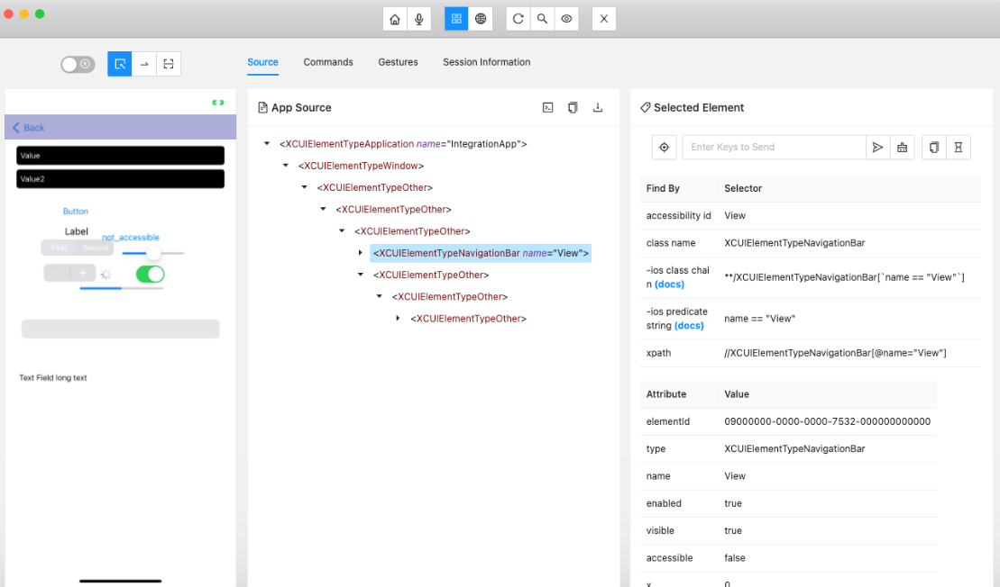 Source
Commands
Gestures
Session Information
Back
Value
Value2
Button
Label
not_accessible
First
Second
Text Field long text
App Source
<XCUIElementTypeApplication name="IntegrationApp">
<XCUIElementTypeWindow>
<XCUIElementTypeOther>
<XCUIElementTypeOther>
<XCUIElementTypeOther>
<XCUIElementTypeNavigationBar name="View">
<XCUIElementTypeOther>
<XCUIElementTypeOther>
<XCUIElementTypeOther>
Selected Element
Enter Keys to Send
Find By Selector
accessibility id View
class name XCUIElementTypeNavigationBar
-ios class chai
n (docs)
**/XCUIElementTypeNavigationBar[`name == "View"`]
-ios predicate
string (docs)
name == "View"
xpath //XCUIElementTypeNavigationBar[@name="View"]
Attribute Value
elementId 09000000-0000-0000-7532-000000000000
type XCUIElementTypeNavigationBar
name View
enabled true
visible true
accessible false
x 0